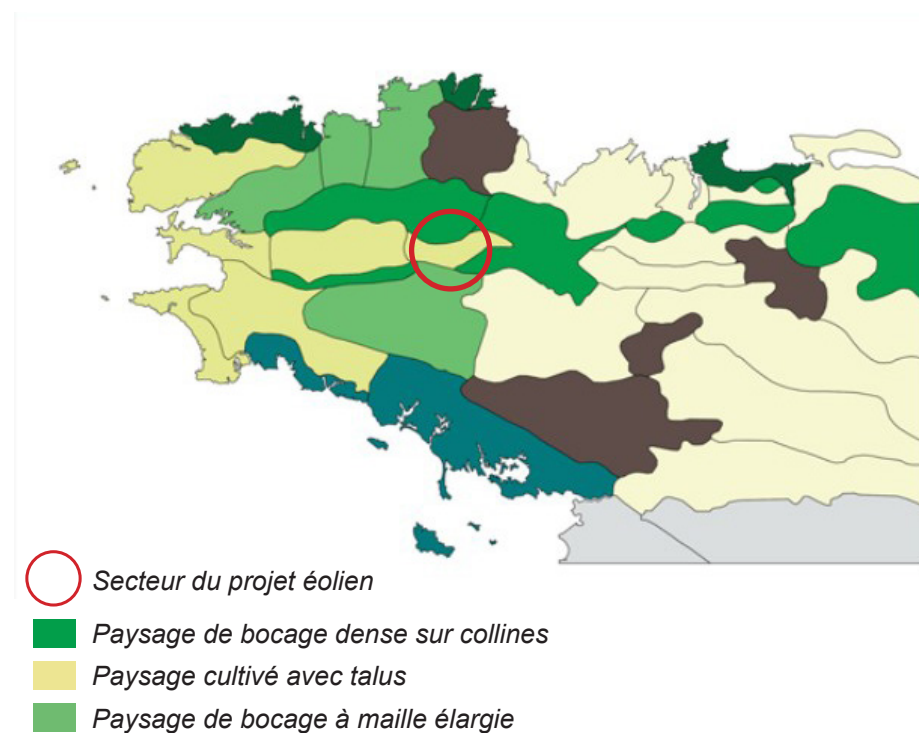 Secteur du projet éolien
Paysage de bocage dense sur collines
Paysage cultivé avec talus
Paysage de bocage à maille élargie